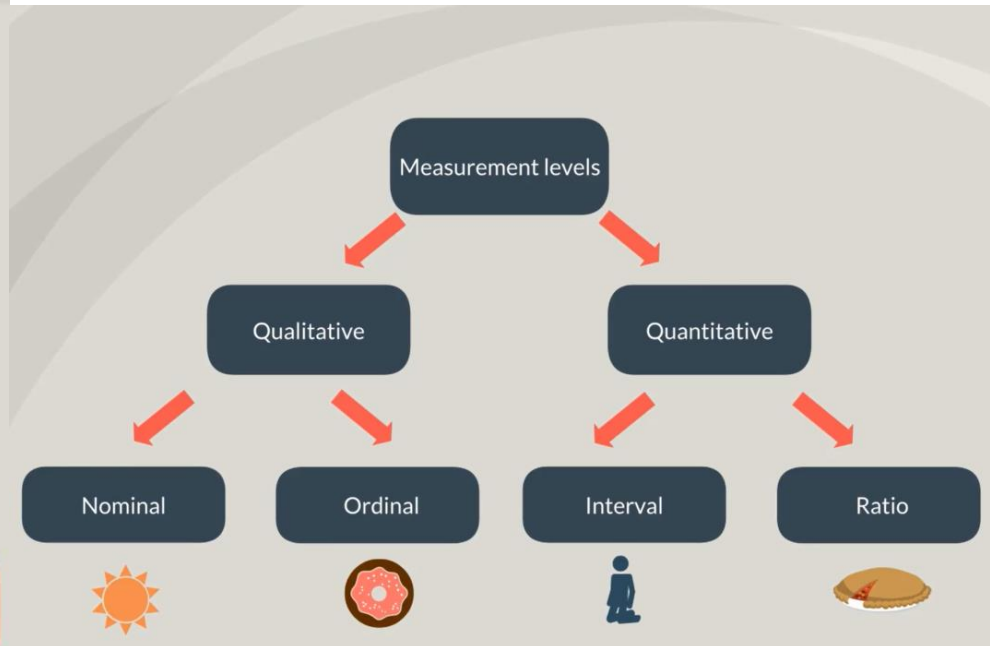 Measurement levels
Qualitative
Quantitative
Nominal
Ordinal
Interval
Ratio